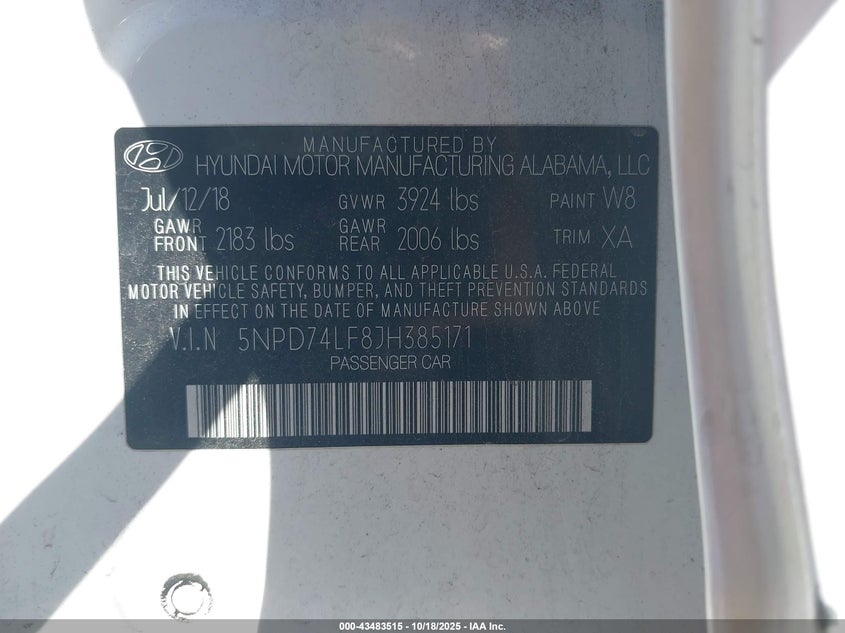 MANUFACTURED BY
HYUNDAI MOTOR MANUFACTURING ALABAMA, LLC
Jul/12/18 GVWR 3924 lbs PAINT W8
GAWR FRONT 2183 lbs GAWR REAR 2006 lbs TRIM XA
THIS VEHICLE CONFORMS TO ALL APPLICABLE U.S.A. FEDERAL
MOTOR VEHICLE SAFETY, BUMPER, AND THEFT PREVENTION STANDARDS
IN EFFECT ON THE DATE OF MANUFACTURE SHOWN ABOVE
V.I.N 5NPD74LF8JH385171
PASSENGER CAR
000-43483515 - 10/18/2025 - IAA Inc.